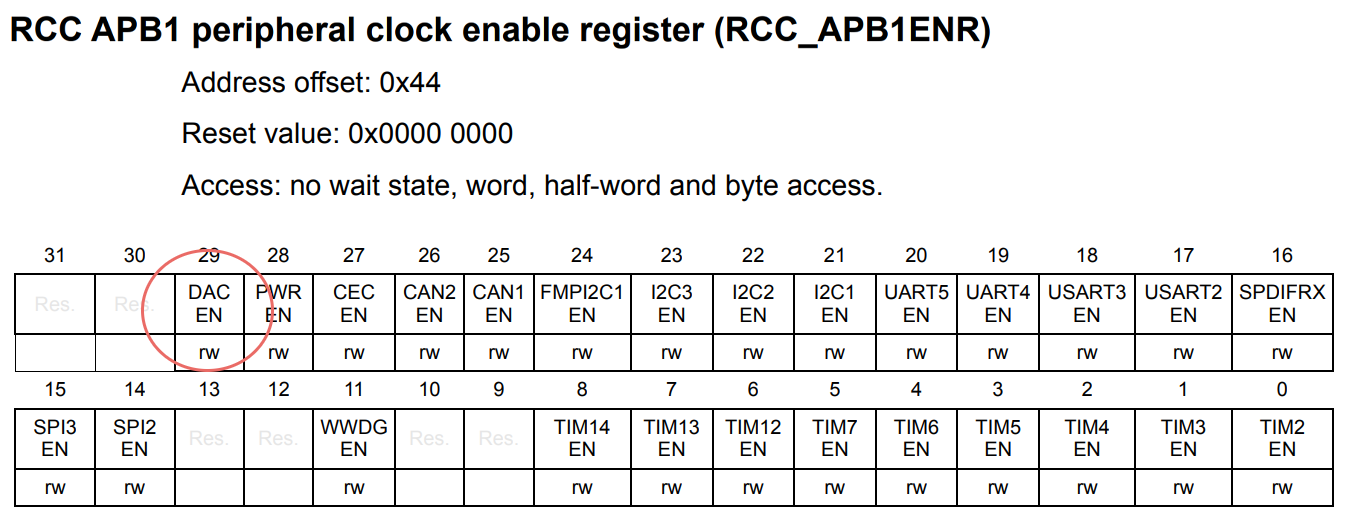 RCC APB1 peripheral clock enable register (RCC_APB1ENR)
Address offset: 0x44
Reset value: 0x0000 0000
Access: no wait state, word, half-word and byte access.
31 30 29 28 27 26 25 24 23 22 21 20 19 18 17 16
Res. Res. DAC PWR CEC CAN2 CAN1 FMPI2C1 I2C3 I2C2 I2C1 UART5 UART4 USART3 USART2 SPDIFRX
EN EN EN EN EN EN EN EN EN EN EN EN EN EN
rw rw rw rw rw rw rw rw rw rw rw rw rw rw
15 14 13 12 11 10 9 8 7 6 5 4 3 2 1 0
SPI3 SPI2 Res. Res. WWDG Res. Res. TIM14 TIM13 TIM12 TIM7 TIM6 TIM5 TIM4 TIM3 TIM2
EN EN EN EN EN EN EN EN EN EN EN EN
rw rw rw rw rw rw rw rw rw rw rw rw